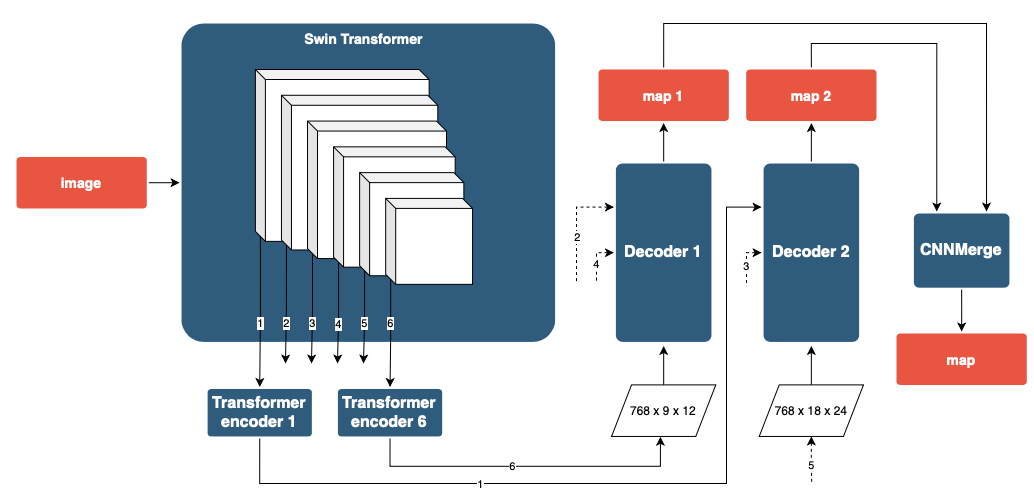 Swin Transformer
image
1
2
3
4
5
6
Transformer
encoder 1
Transformer
encoder 6
6
1
map 1
map 2
2
4
Decoder 1
3
Decoder 2
768 x 9 x 12
768 x 18 x 24
5
CNNMerge
map